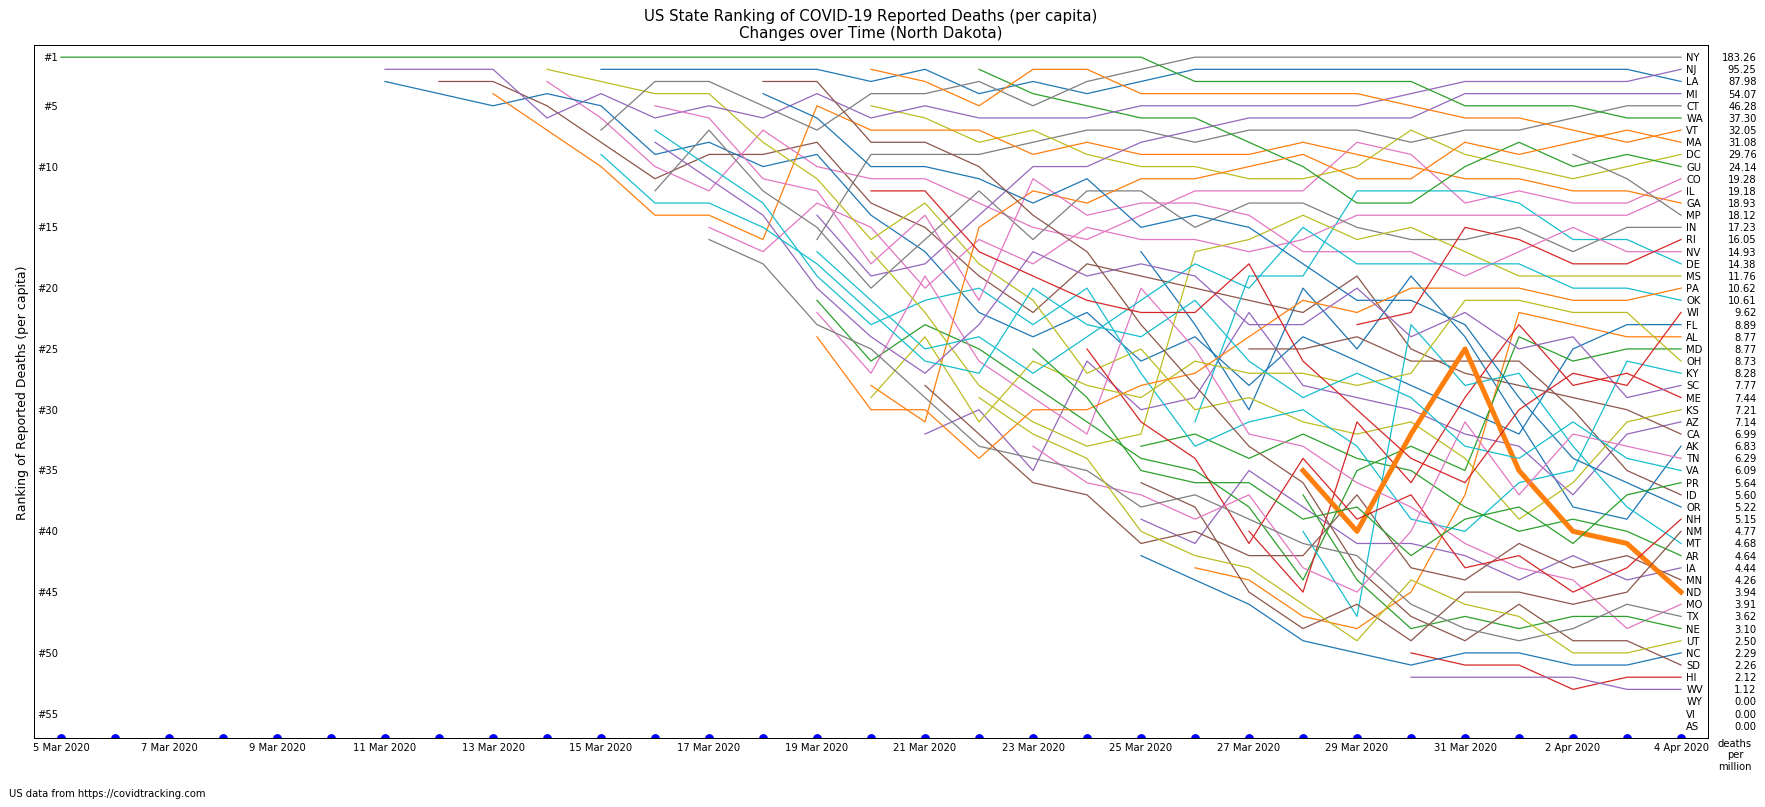 US State Ranking of COVID-19 Reported Deaths (per capita)
Changes over Time (North Dakota)
Ranking of Reported Deaths (per capita)
#1
#5
#10
#15
#20
#25
#30
#35
#40
#45
#50
#55
NY 183.26
NJ 95.25
LA 87.98
MI 54.07
CT 46.28
WA 37.30
VT 32.05
MA 31.08
DC 29.76
GU 24.14
CO 19.28
IL 19.18
GA 18.93
MP 18.12
IN 17.23
RI 16.05
NV 14.93
DE 14.38
MS 11.76
PA 10.62
OK 10.61
WI 9.62
FL 8.89
AL 8.77
MD 8.77
OH 8.73
KY 8.28
SC 7.77
ME 7.44
KS 7.21
AZ 7.14
CA 6.99
AK 6.83
TN 6.29
VA 6.09
PR 5.64
ID 5.60
OR 5.22
NH 5.15
NM 4.77
MT 4.68
AR 4.64
IA 4.44
MN 4.26
ND 3.94
MO 3.91
TX 3.62
NE 3.10
UT 2.50
NC 2.29
SD 2.26
HI 2.12
WV 1.12
WY 0.00
VI 0.00
AS 0.00
5 Mar 2020 7 Mar 2020 9 Mar 2020 11 Mar 2020 13 Mar 2020 15 Mar 2020 17 Mar 2020 19 Mar 2020 21 Mar 2020 23 Mar 2020 25 Mar 2020 27 Mar 2020 29 Mar 2020 31 Mar 2020 2 Apr 2020 4 Apr 2020
deaths
per
million
US data from https://covidtracking.com